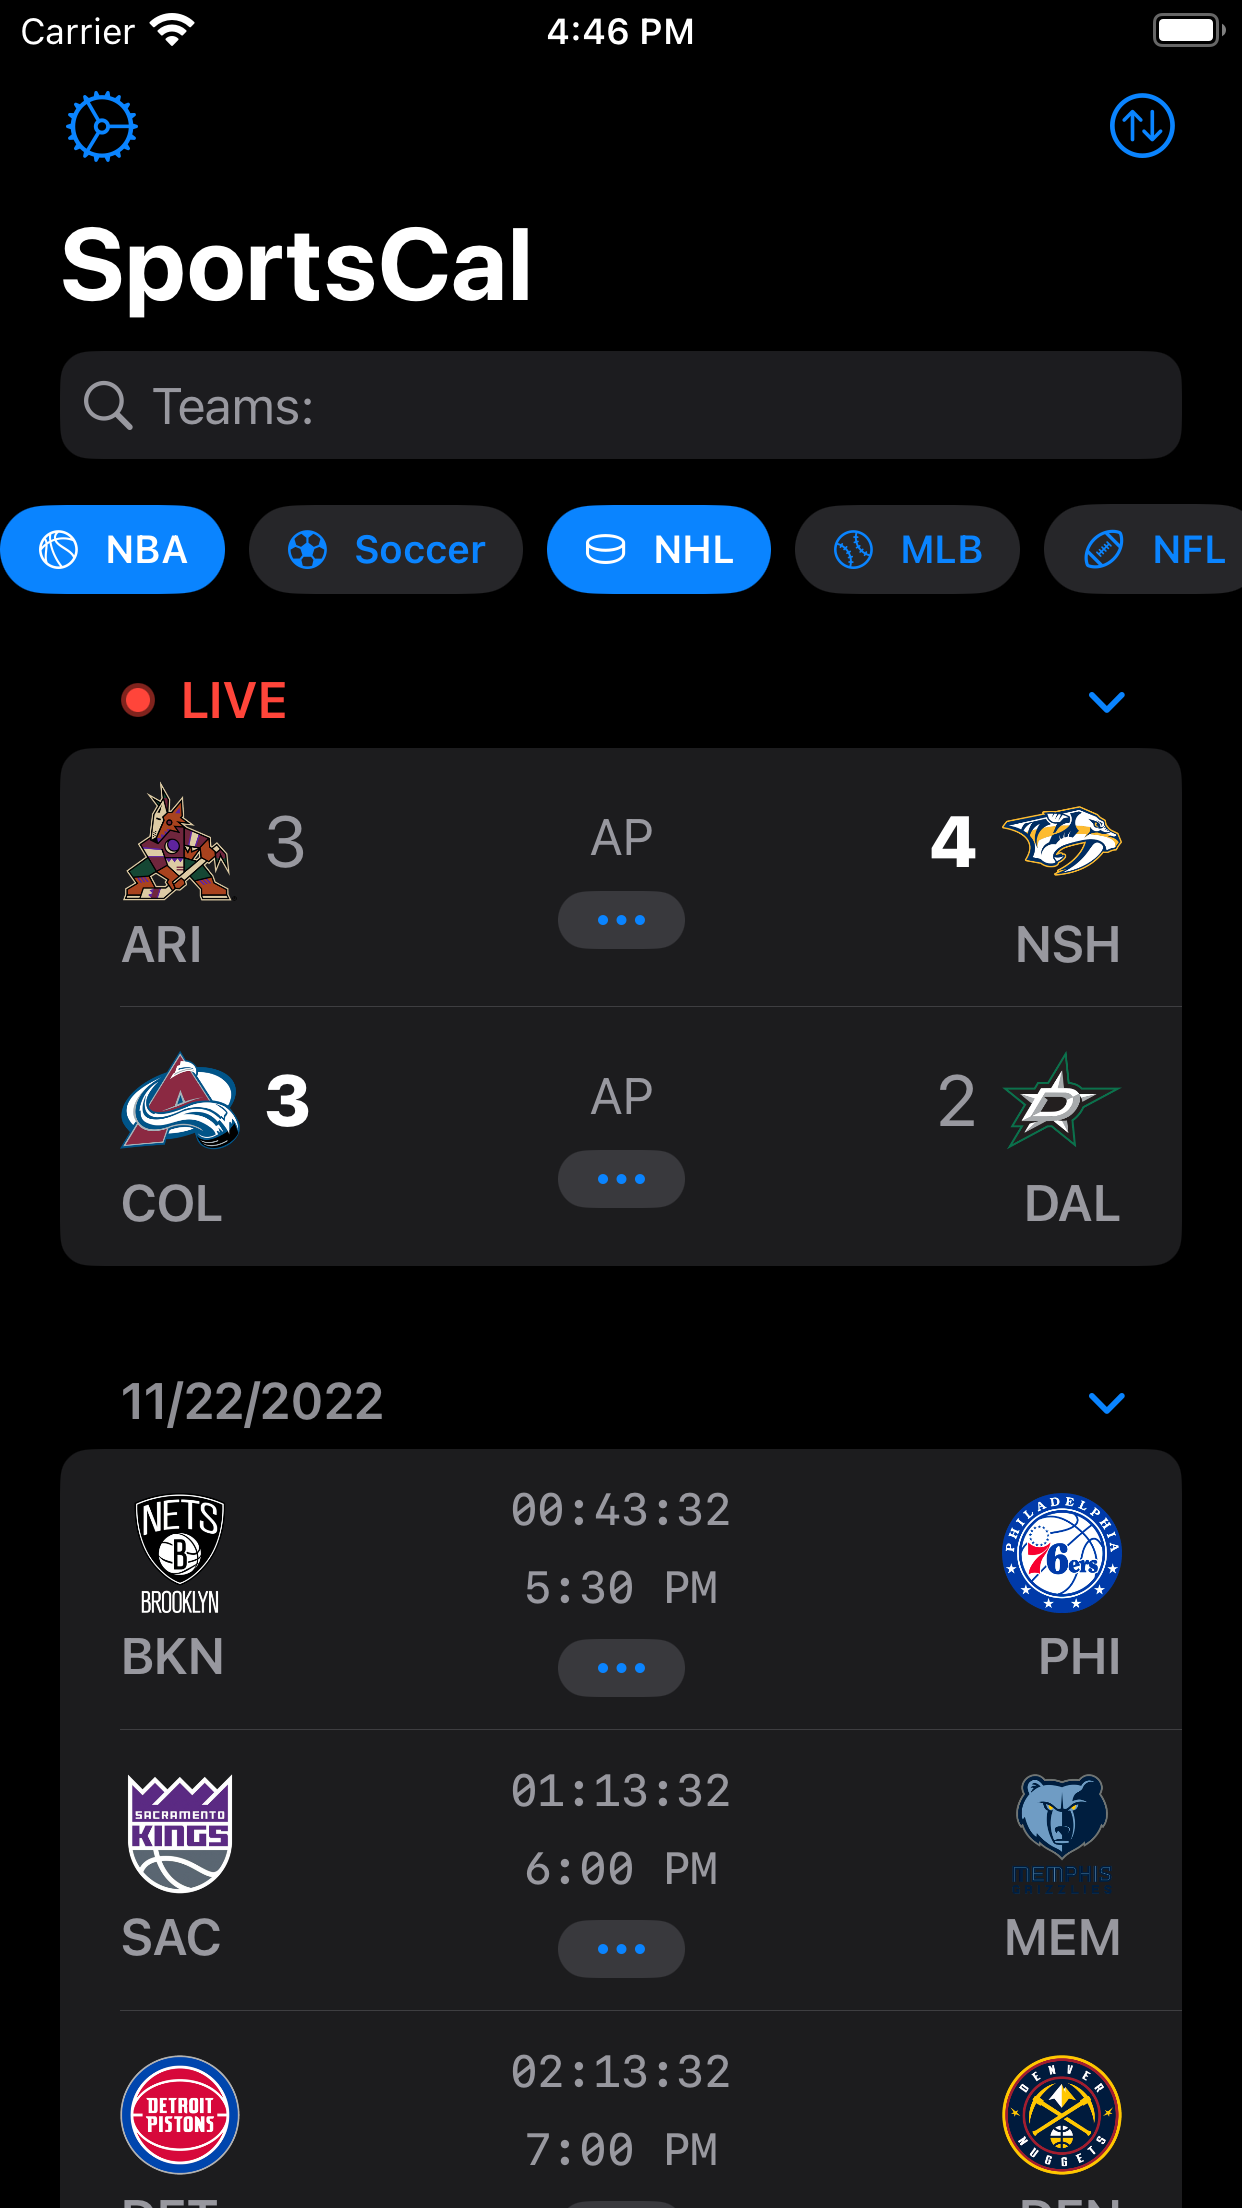 Carrier 4:46 PM
SportsCal
Teams:
NBA Soccer NHL MLB NFL
LIVE
3 AP 4
ARI NSH
3 AP 2
COL DAL
11/22/2022
NETS
B
BROOKLYN
00:43:32
5:30 PM
PHILADELPHIA
76ers
BKN PHI
SACRAMENTO
KINGS
01:13:32
6:00 PM
MEMPHIS
SAC MEM
DETROIT
PISTONS
02:13:32
7:00 PM
DENVER
NUGGETS